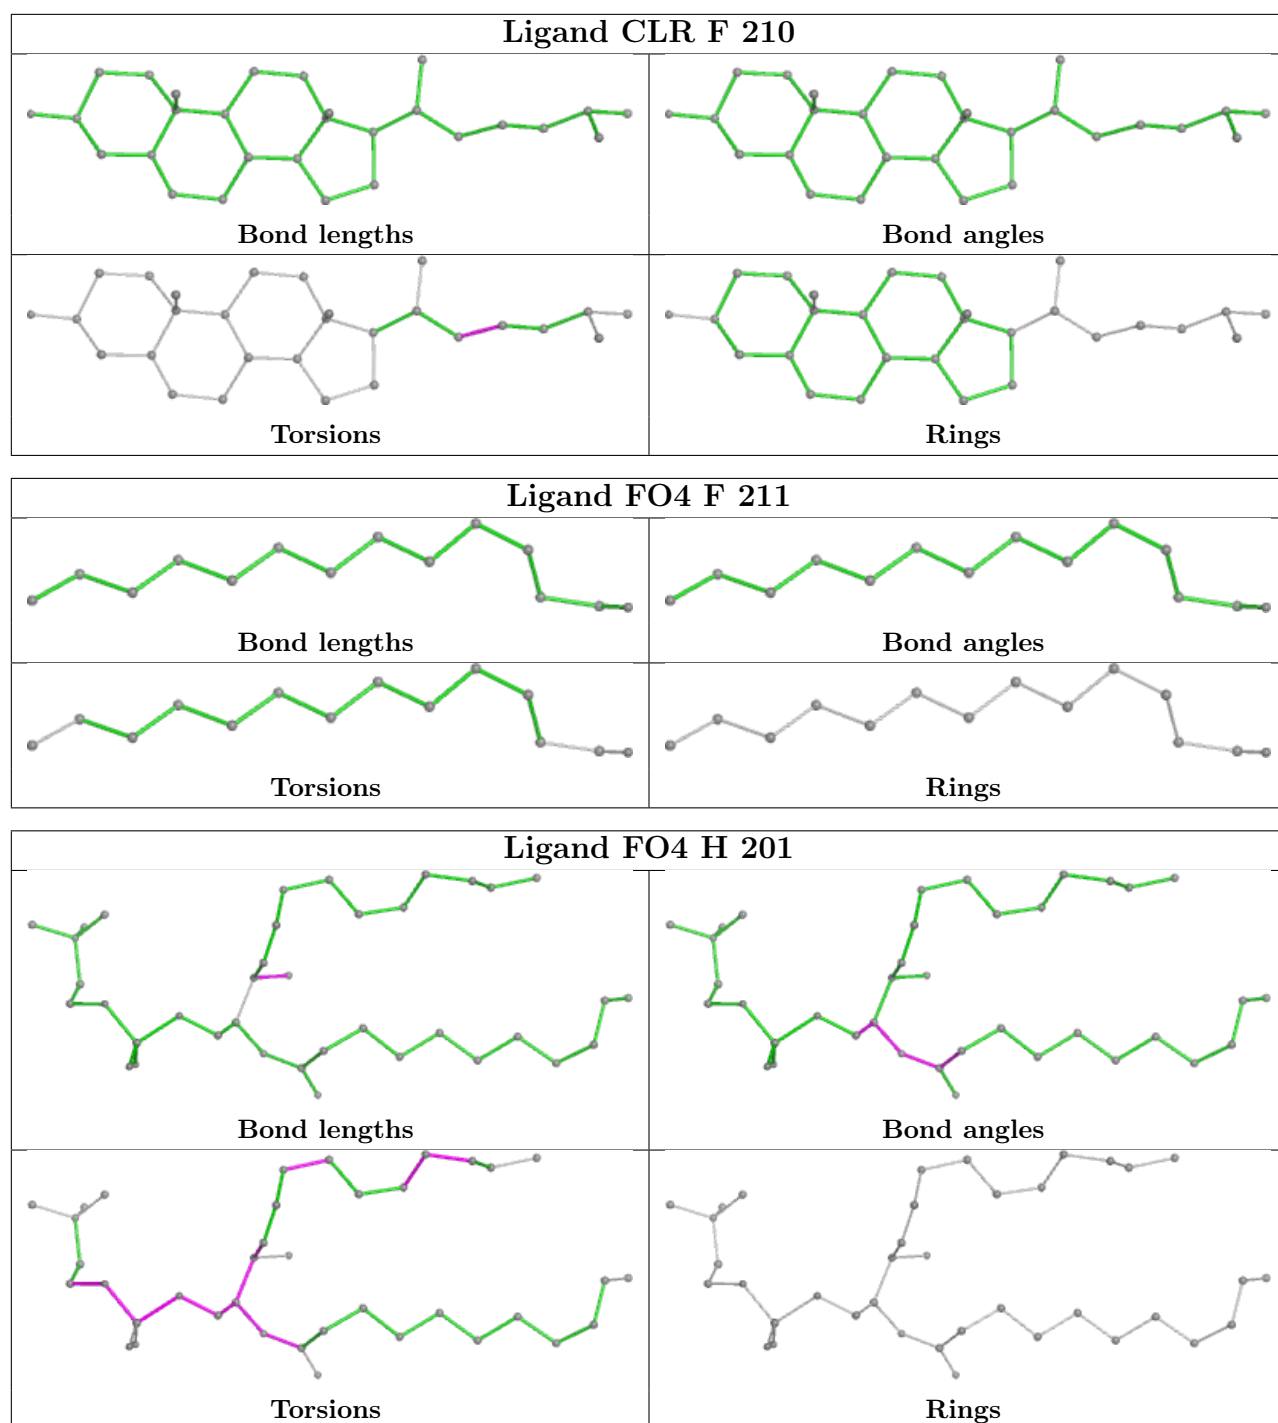 Ligand CLR F 210
Bond lengths
Bond angles
Torsions
Rings
Ligand FO4 F 211
Bond lengths
Bond angles
Torsions
Rings
Ligand FO4 H 201
Bond lengths
Bond angles
Torsions
Rings